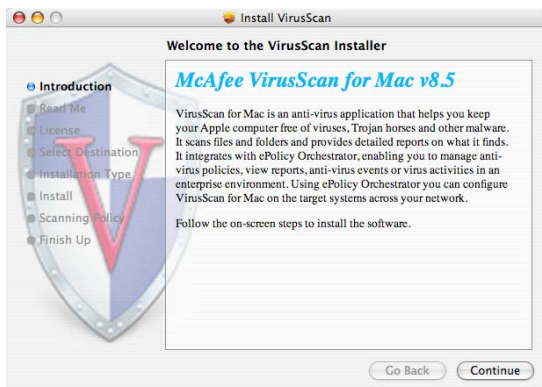 Install VirusScan
Welcome to the VirusScan Installer
Introduction
Read Me
License
Select Destination
Installation Type
Install
Scanning Policy
Finish Up
V
McAfee VirusScan for Mac v8.5
VirusScan for Mac is an anti-virus application that helps you keep
your Apple computer free of viruses, Trojan horses and other malware.
It scans files and folders and provides detailed reports on what it finds.
It integrates with ePolicy Orchestrator, enabling you to manage anti-
virus policies, view reports, anti-virus events or virus activities in an
enterprise environment. Using ePolicy Orchestrator you can configure
VirusScan for Mac on the target systems across your network.
Follow the on-screen steps to install the software.
Go Back
Continue